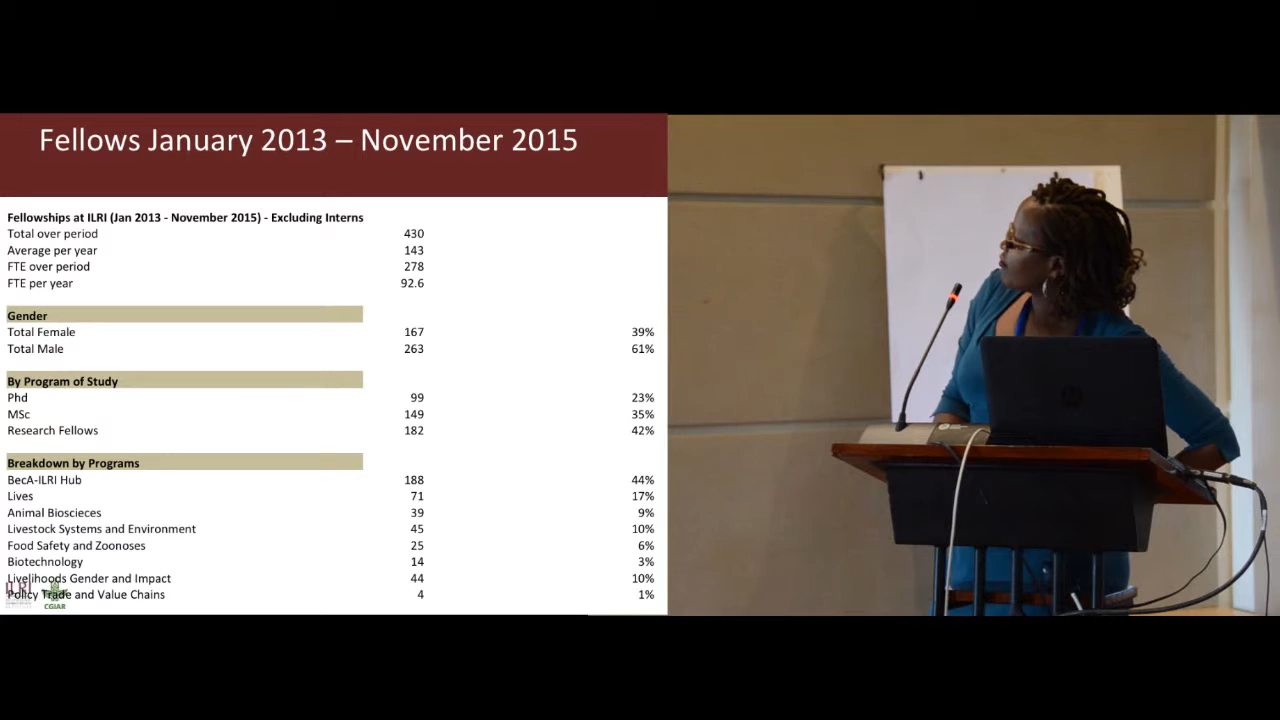 Fellows January 2013 – November 2015
Fellowships at ILRI (Jan 2013 - November 2015) - Excluding Interns
Total over period 430
Average per year 143
FTE over period 278
FTE per year 92.6
Gender
Total Female 167 39%
Total Male 263 61%
By Program of Study
Phd 99 23%
MSc 149 35%
Research Fellows 182 42%
Breakdown by Programs
BecA-ILRI Hub 188 44%
Lives 71 17%
Animal Bioscieces 39 9%
Livestock Systems and Environment 45 10%
Food Safety and Zoonoses 25 6%
Biotechnology 14 3%
Livelihoods Gender and Impact 44 10%
Policy Trade and Value Chains 4 1%
ILRI
CGIAR